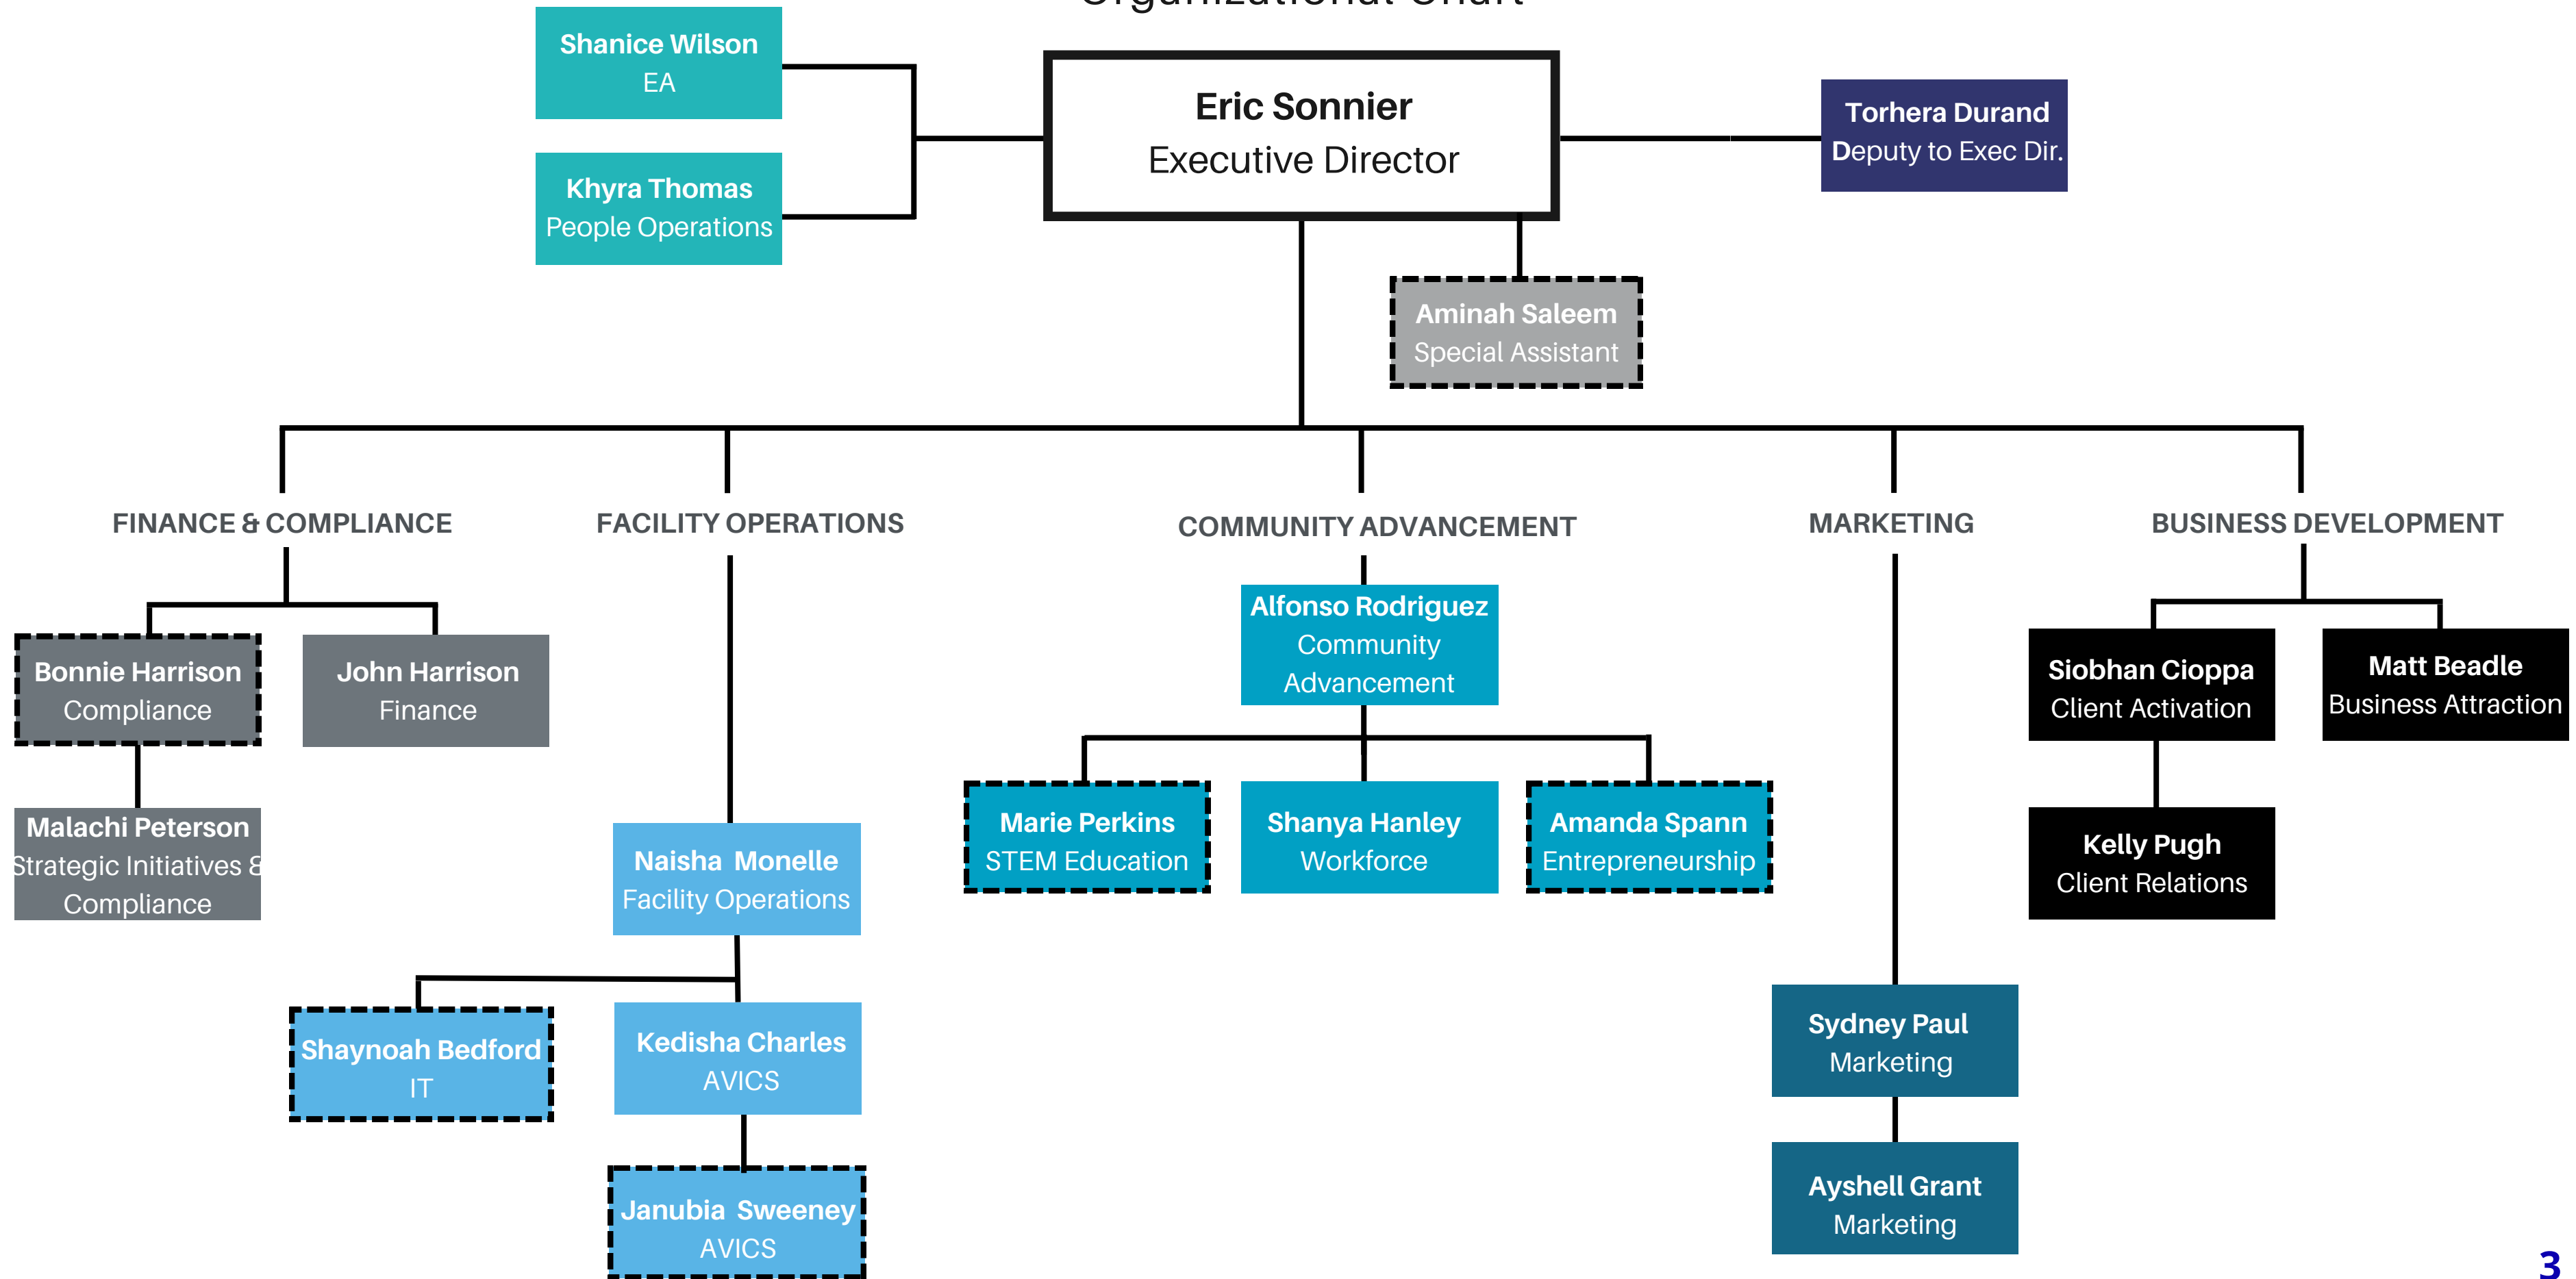 Organizational Chart
Shanice Wilson
EA
Khyra Thomas
People Operations
Eric Sonnier
Executive Director
Torhera Durand
Deputy to Exec Dir.
Aminah Saleem
Special Assistant
FINANCE & COMPLIANCE
FACILITY OPERATIONS
COMMUNITY ADVANCEMENT
MARKETING
BUSINESS DEVELOPMENT
Bonnie Harrison
Compliance
John Harrison
Finance
Malachi Peterson
Strategic Initiatives &
Compliance
Naisha Monelle
Facility Operations
Shaynoah Bedford
IT
Kedisha Charles
AVICS
Janubia Sweeney
AVICS
Alfonso Rodriguez
Community
Advancement
Marie Perkins
STEM Education
Shanya Hanley
Workforce
Amanda Spann
Entrepreneurship
Sydney Paul
Marketing
Ayshell Grant
Marketing
Siobhan Cioppa
Client Activation
Matt Beadle
Business Attraction
Kelly Pugh
Client Relations
3